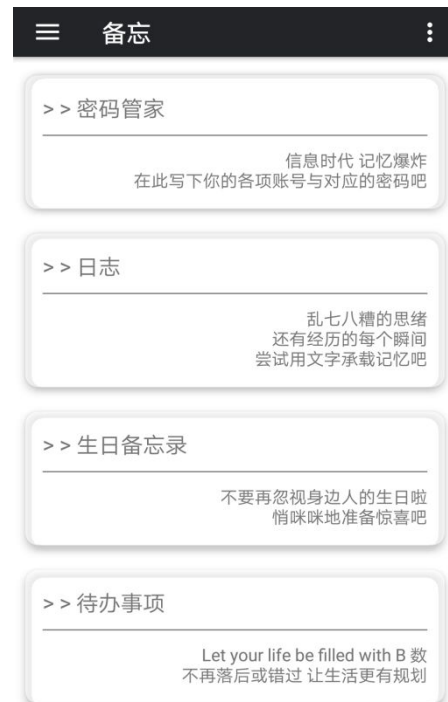 备忘
> > 密码管家
信息时代 记忆爆炸
在此写下你的各项账号与对应的密码吧
> > 日志
乱七八糟的思绪
还有经历的每个瞬间
尝试用文字承载记忆吧
> > 生日备忘录
不要再忽视身边人的生日啦
悄咪咪地准备惊喜吧
> > 待办事项
Let your life be filled with B 数
不再落后或错过 让生活更有规划